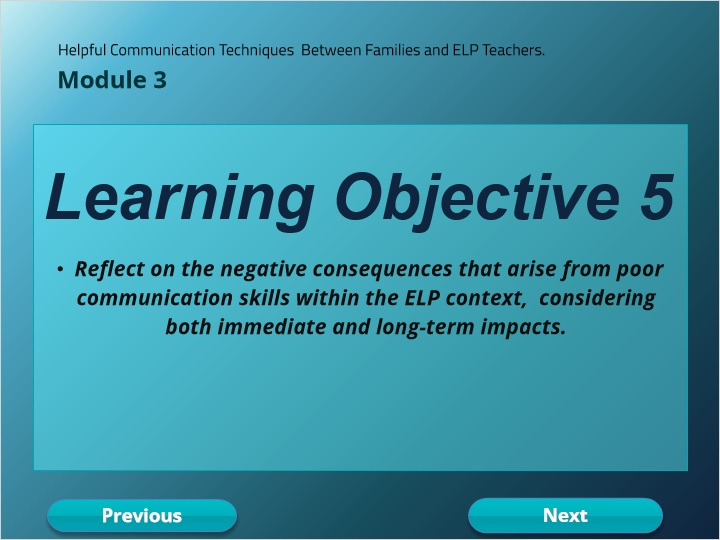 Helpful Communication Techniques  Between Families and ELP Teachers.
Module 3
Learning Objective 5
• Reflect on the negative consequences that arise from poor
communication skills within the ELP context,  considering
both immediate and long-term impacts.
Previous
Next